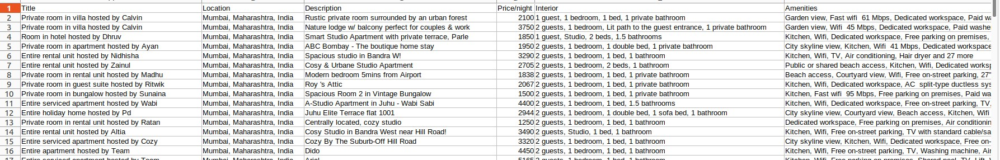 1 Title Location Description Price/night Interior Amenities
2 Private room in villa hosted by Calvin Mumbai, Maharashtra, India Rustic private room surrounded by an urban forest 2100 1 guest, 1 bedroom, 1 bed, 1 private bathroom Garden view, Fast wifi 61 Mbps, Dedicated workspace, Paid
3 Private room in villa hosted by Calvin Mumbai, Maharashtra, India Nature lodge w/ balcony perfect for couples & work 3750 2 guests, 1 bedroom, Lit path to the guest entrance, 1 private bathroom Garden view, Wifi 45 Mbps, Dedicated workspace, Paid washe
4 Room in hotel hosted by Dhruv Mumbai, Maharashtra, India Smart Studio Apartment with private terrace, Parle 1850 1 guest, Studio, 2 beds, 1.5 bathrooms Kitchen, Wifi, Dedicated workspace, Free parking on premises,
5 Private room in apartment hosted by Ayan Mumbai, Maharashtra, India ABC Bombay - The boutique home stay 1950 2 guests, 1 bedroom, 1 double bed, 1 private bathroom City skyline view, Kitchen, Wifi 41 Mbps, Dedicated workspace
6 Entire rental unit hosted by Nidhisha Mumbai, Maharashtra, India Spacious studio in Bandra W! 3290 2 guests, 1 bedroom, 1 bed, 1 bathroom Kitchen, Wifi, TV, Air conditioning, Hair dryer and 27 more
7 Entire rental unit hosted by Zainul Mumbai, Maharashtra, India Cosy & Urbane Studio Apartment 2705 2 guests, 1 bedroom, 2 beds, 1 bathroom Public or shared beach access, Kitchen, Wifi, Dedicated worksp
8 Private room in rental unit hosted by Madhu Mumbai, Maharashtra, India Modern bedroom 5mins from Airport 1838 2 guests, 1 bedroom, 1 bed, 1 private bathroom Beach access, Courtyard view, Wifi, Free on-street parking, 27"
9 Private room in guest suite hosted by Ritwik Mumbai, Maharashtra, India Roy 's Attic 2067 2 guests, 1 bedroom, 1 bed, 1 private bathroom Kitchen, Wifi, Dedicated workspace, AC split-type ductless sys
10 Private room in bungalow hosted by Sunaina Mumbai, Maharashtra, India Spacious Room 2 in Vintage Bungalow 1500 2 guests, 1 bedroom, 1 bed, 1 private bathroom Kitchen, Fast wifi 95 Mbps, Free parking on premises, Paid wa
11 Entire serviced apartment hosted by Wabi Mumbai, Maharashtra, India A-Studio Apartment in Juhu - Wabi Sabi 4400 2 guests, 1 bedroom, 1 bed, 1.5 bathrooms Kitchen, Wifi, Dedicated workspace, Free on-street parking, TV,
12 Entire holiday home hosted by Pd Mumbai, Maharashtra, India Juhu Elite Terrace flat 1001 2944 2 guests, 1 bedroom, 1 double bed, 1 sofa bed, 1 bathroom City skyline view, Courtyard view, Beach access, Kitchen, Wifi
13 Private room in rental unit hosted by Ratan Mumbai, Maharashtra, India Centrally located, cozy studio 1250 2 guests, 1 bedroom, 1 bed, 1 bathroom Dedicated workspace, Free parking on premises, Air conditionin
14 Entire rental unit hosted by Altia Mumbai, Maharashtra, India Cosy Studio in Bandra West near Hill Road! 3490 2 guests, Studio, 1 bed, 1 bathroom Kitchen, Wifi, Free on-street parking, TV with standard cable/sa
15 Entire serviced apartment hosted by Cozy Mumbai, Maharashtra, India Cozy By The Suburb-Off Hill Road 3320 2 guests, 1 bedroom, 1 bed, 1 bathroom City skyline view, Kitchen, Wifi, Dedicated workspace, Free on-
16 Entire apartment hosted by Team Mumbai, Maharashtra, India Dido 4450 2 guests, 1 bedroom, 1 bed, 1 bathroom Kitchen, Wifi, Free on-street parking, TV, Washing machine, Air